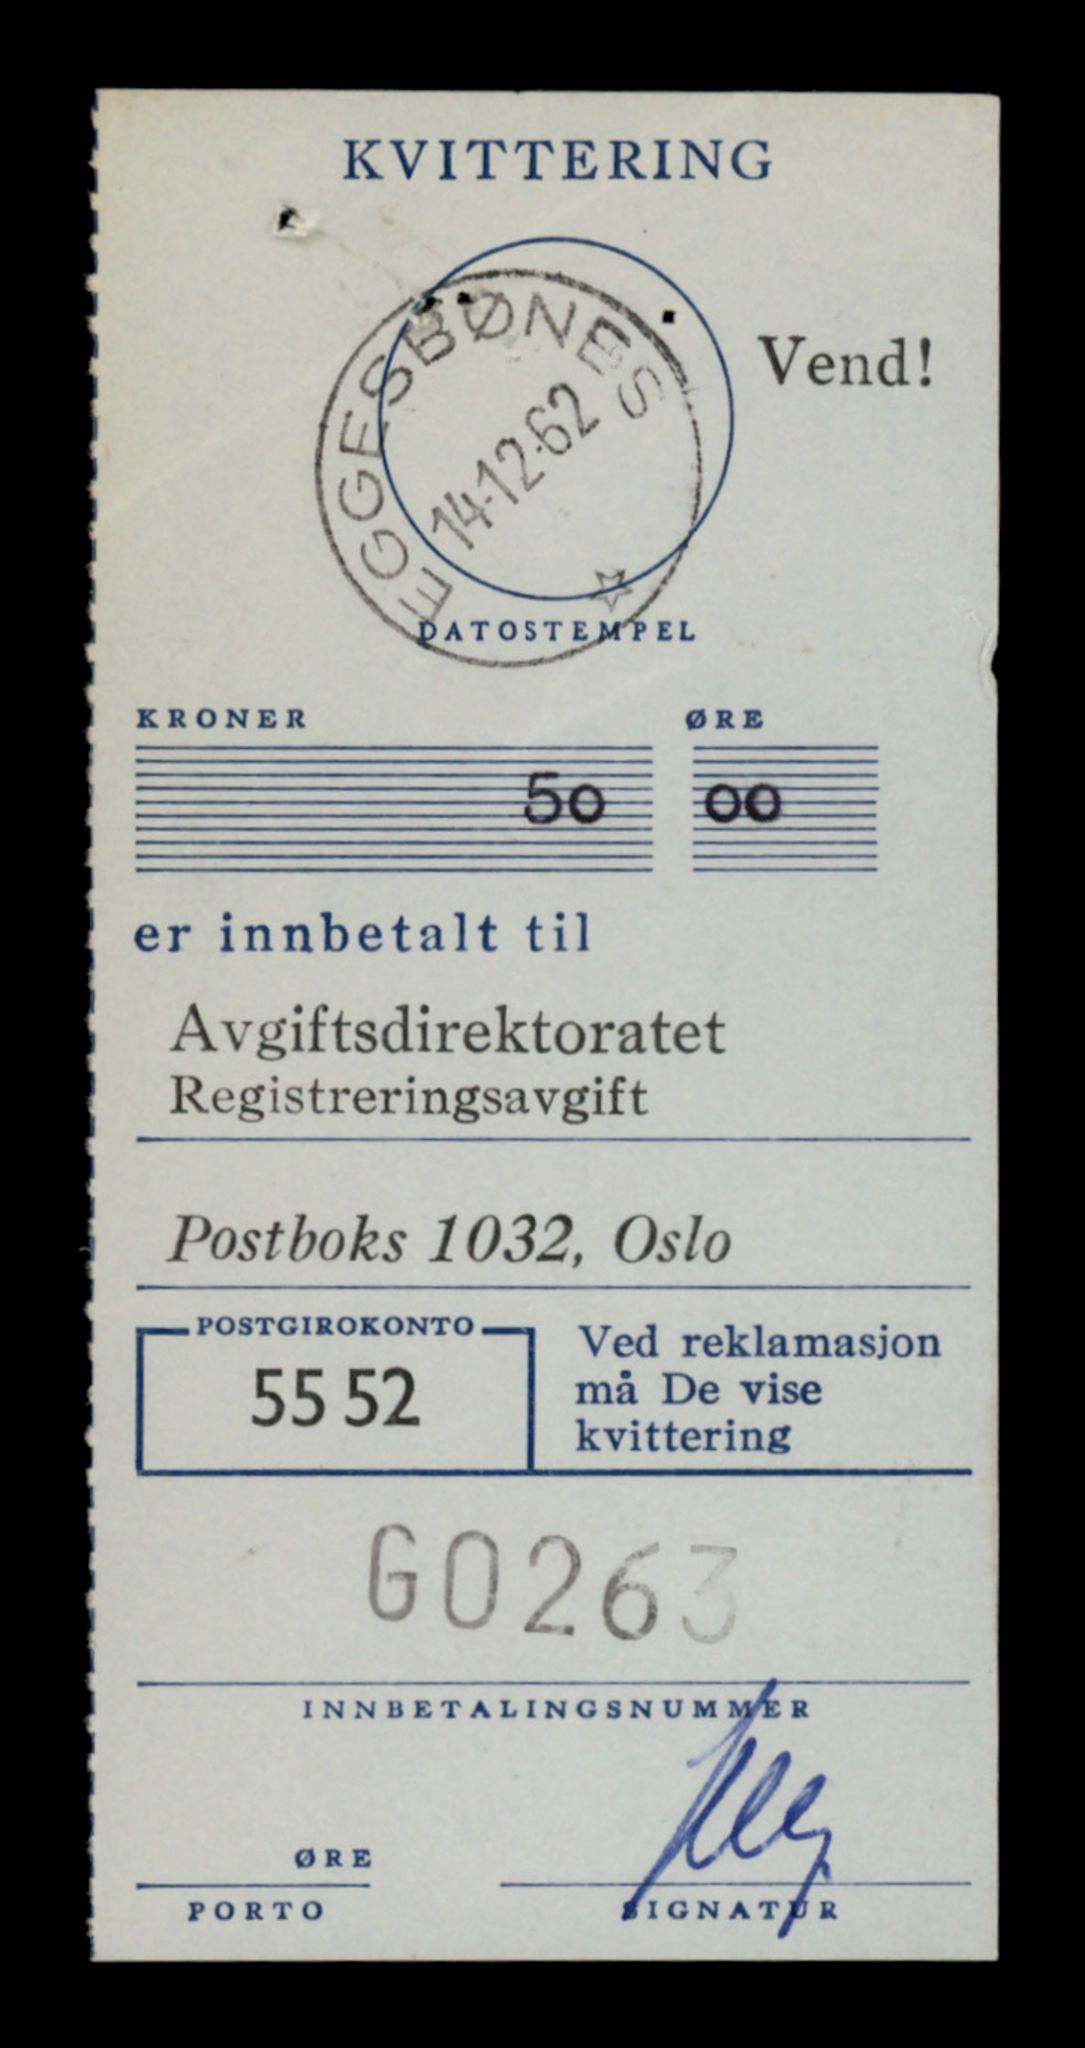 KVITTERING
EGGESBØNES
14-12-62
Vend!
DATOSTEMPEL
KRONER ØRE
50 00
er innbetalt til
Avgiftsdirektoratet
Registreringsavgift
Postboks 1032, Oslo
POSTGIROKONTO
55 52
Ved reklamasjon
må De vise
kvittering
G0263
INNBETALINGSNUMMER
ØRE
PORTO SIGNATUR